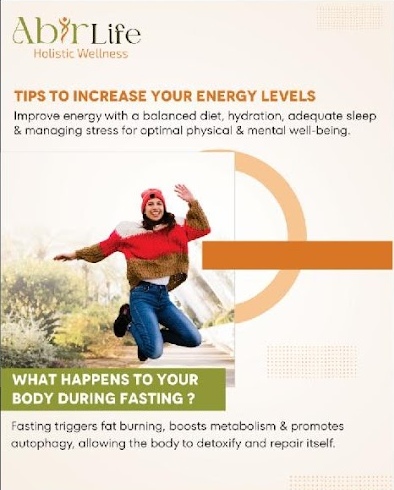 AbirLife
Holistic Wellness
TIPS TO INCREASE YOUR ENERGY LEVELS
Improve energy with a balanced diet, hydration, adequate sleep
& managing stress for optimal physical & mental well-being.
WHAT HAPPENS TO YOUR
BODY DURING FASTING ?
Fasting triggers fat burning, boosts metabolism & promotes
autophagy, allowing the body to detoxify and repair itself.